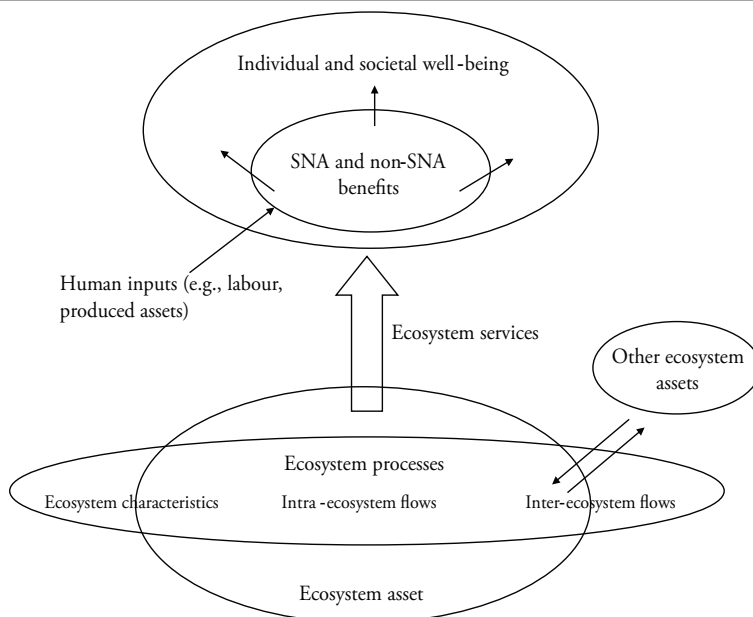 Individual and societal well-being
SNA and non-SNA
benefits
Human inputs (e.g., labour,
produced assets)
Ecosystem services
Other ecosystem
assets
Ecosystem processes
Ecosystem characteristics
Intra-ecosystem flows
Inter-ecosystem flows
Ecosystem asset